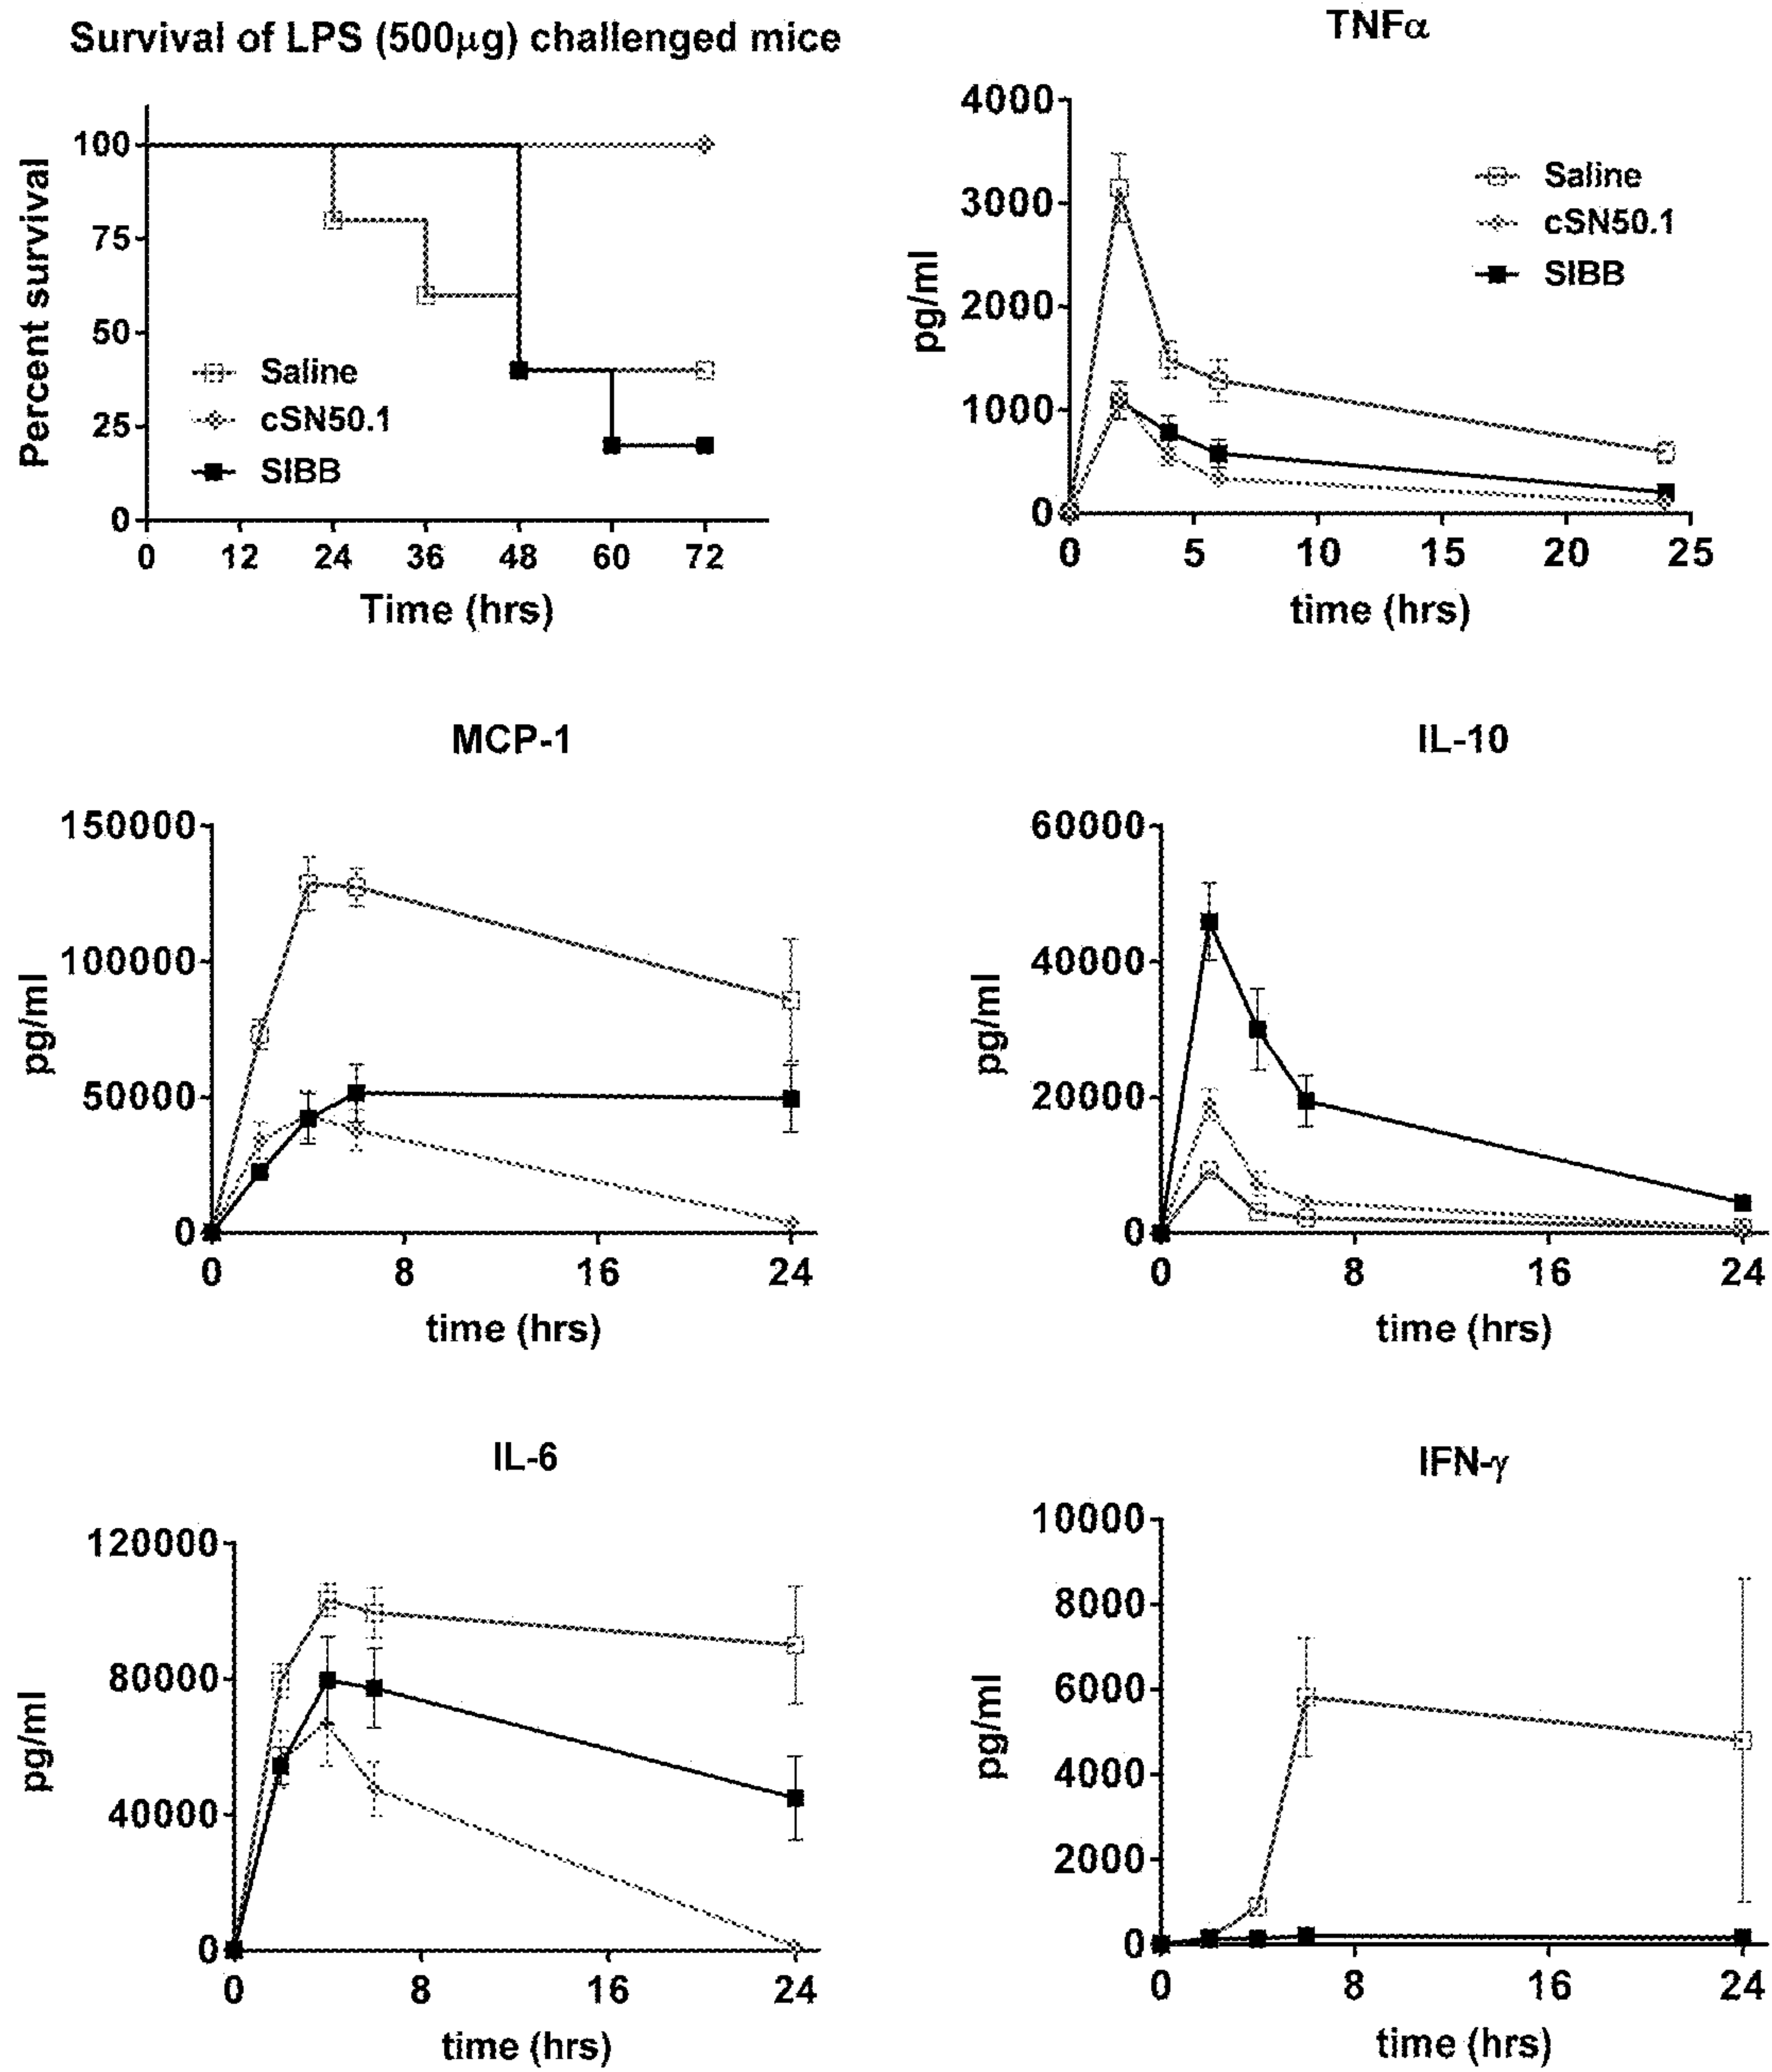 Survival of LPS (500μg) challenged mice
Percent survival
100
75
50
25
0
Saline
cSN50.1
SIBB
0 12 24 36 48 60 72
Time (hrs)
TNFα
pg/ml
4000
3000
2000
1000
0
Saline
cSN50.1
SIBB
0 5 10 15 20 25
time (hrs)
MCP-1
pg/ml
150000
100000
50000
0
0 8 16 24
time (hrs)
IL-10
pg/ml
60000
40000
20000
0
0 8 16 24
time (hrs)
IL-6
pg/ml
120000
80000
40000
0
0 8 16 24
time (hrs)
IFN-γ
pg/ml
10000
8000
6000
4000
2000
0
0 8 16 24
time (hrs)